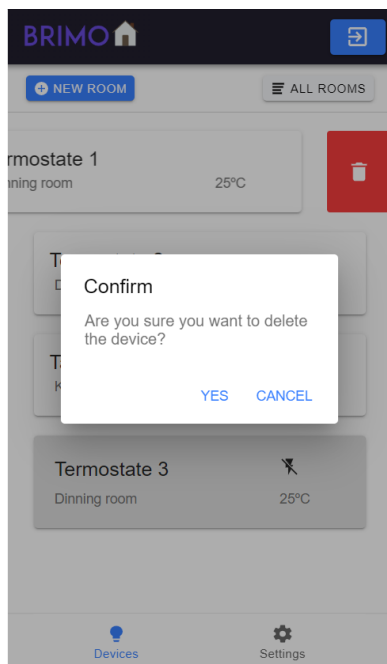 BRIMO
NEW ROOM
ALL ROOMS
rmostate 1
nning room
25ºC
Confirm
Are you sure you want to delete
the device?
YES
CANCEL
Termostate 3
Dinning room
25ºC
Devices
Settings